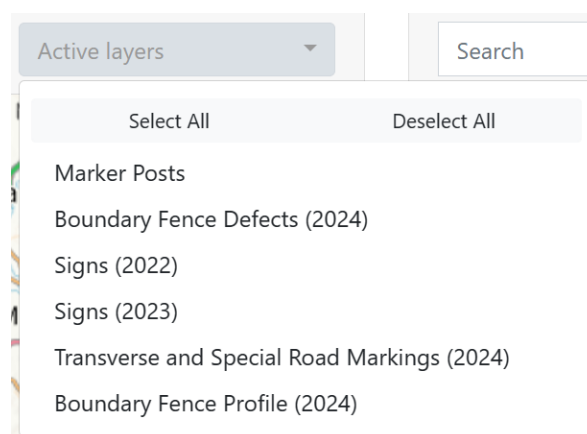 Active layers
Search
Select All
Deselect All
Marker Posts
Boundary Fence Defects (2024)
Signs (2022)
Signs (2023)
Transverse and Special Road Markings (2024)
Boundary Fence Profile (2024)